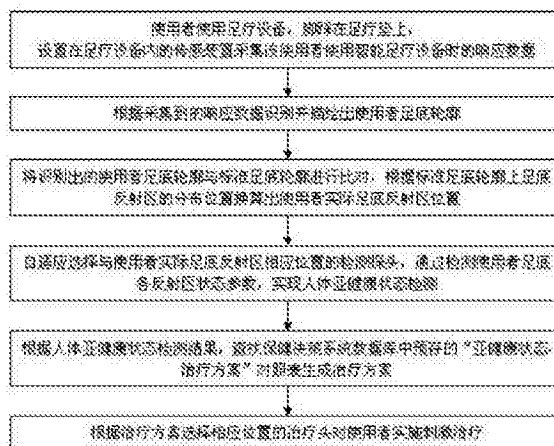 使用者使用足疗设备，脚踩在足疗垫上，
设置在足疗设备内的传感装置采集该使用者使用智能足疗设备时的响应数据
根据采集到的响应数据识别并描绘出使用者足底轮廓
将识别出的使用者足底轮廓与标准足底轮廓进行比对，根据标准足底轮廓上足底
反射区的分布位置换算出使用者实际足底反射区位置
自适应选择与使用者实际足底反射区相应位置的检测探头，通过检测使用者足底
各反射区状态参数，实现人体亚健康状态检测
根据人体亚健康状态检测结果，查找保健决策系统数据库中预存的“亚健康状态-
治疗方案”对照表生成治疗方案
根据治疗方案选择相应位置的治疗头对使用者实施刺激治疗